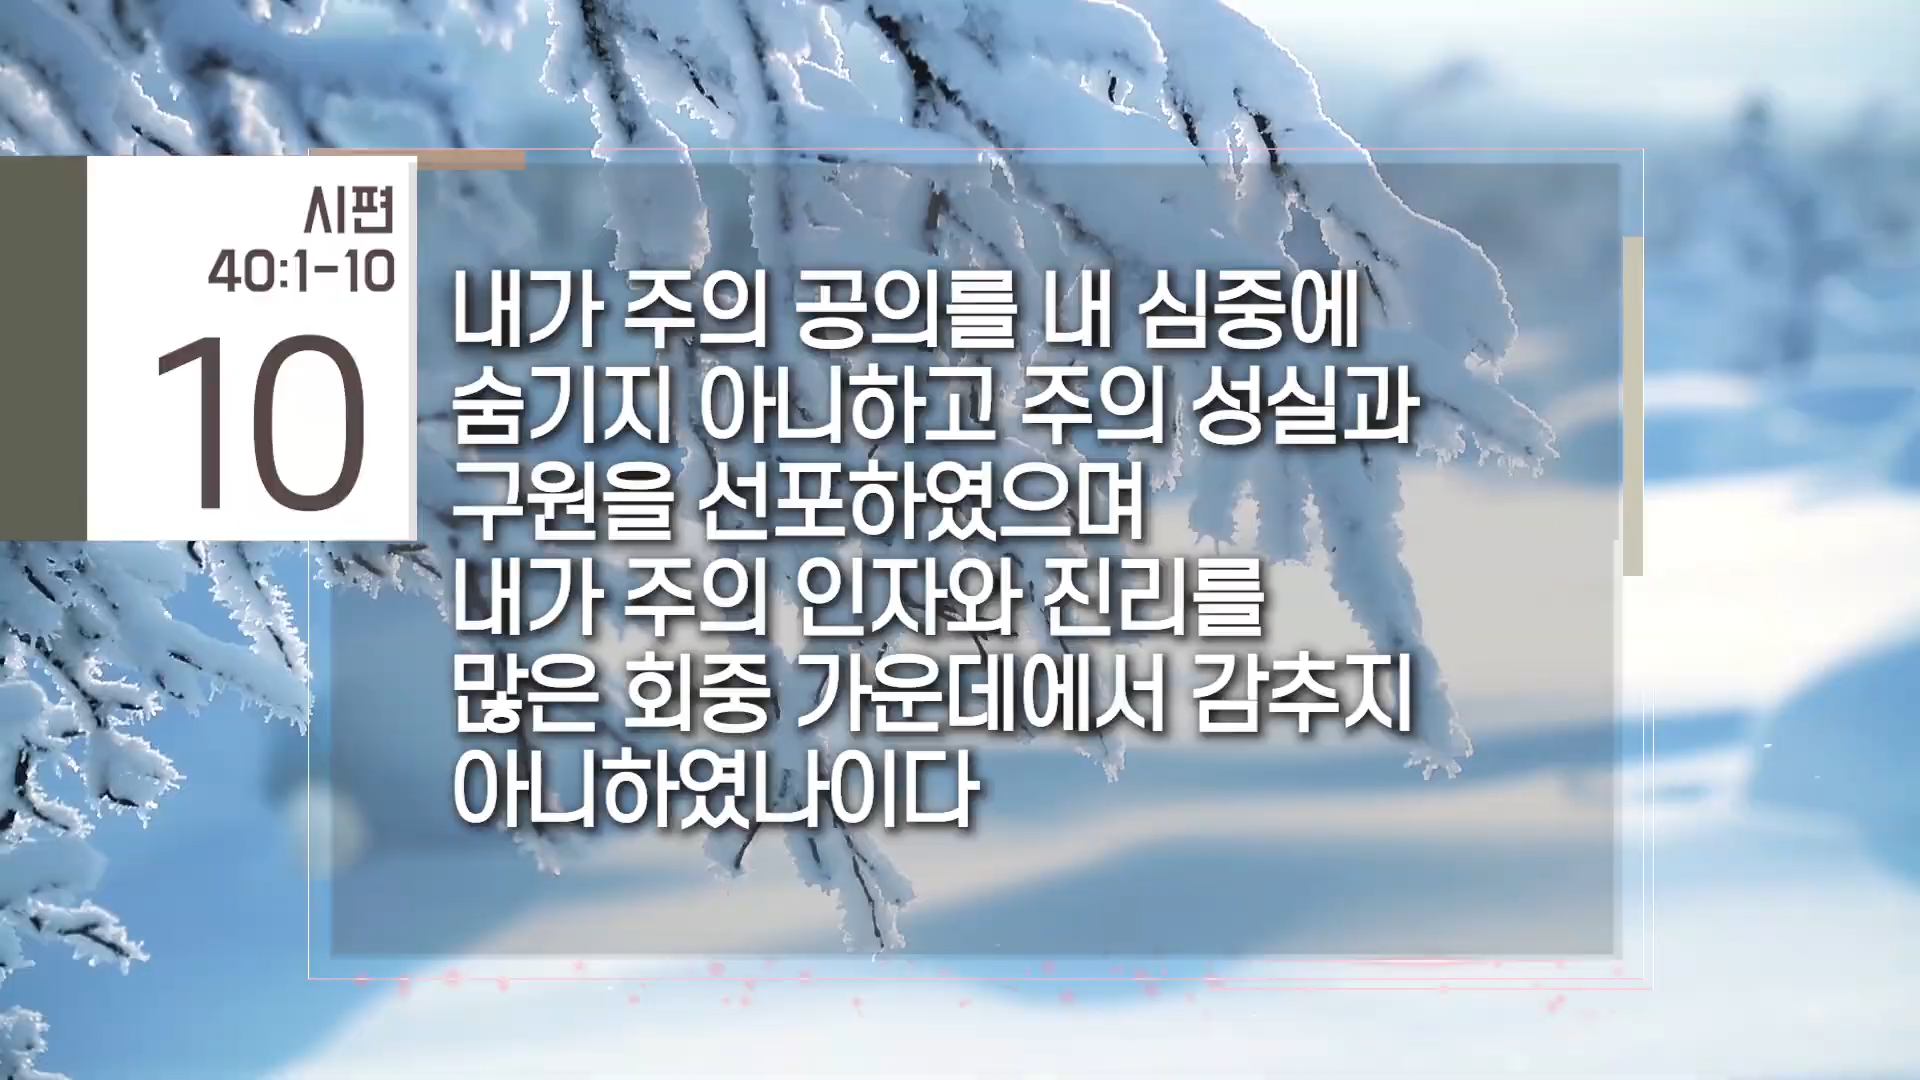 시편
40:1-10
10
내가 주의 공의를 내 심중에
숨기지 아니하고 주의 성실과
구원을 선포하였으며
내가 주의 인자와 진리를
많은 회중 가운데에서 감추지
아니하였나이다